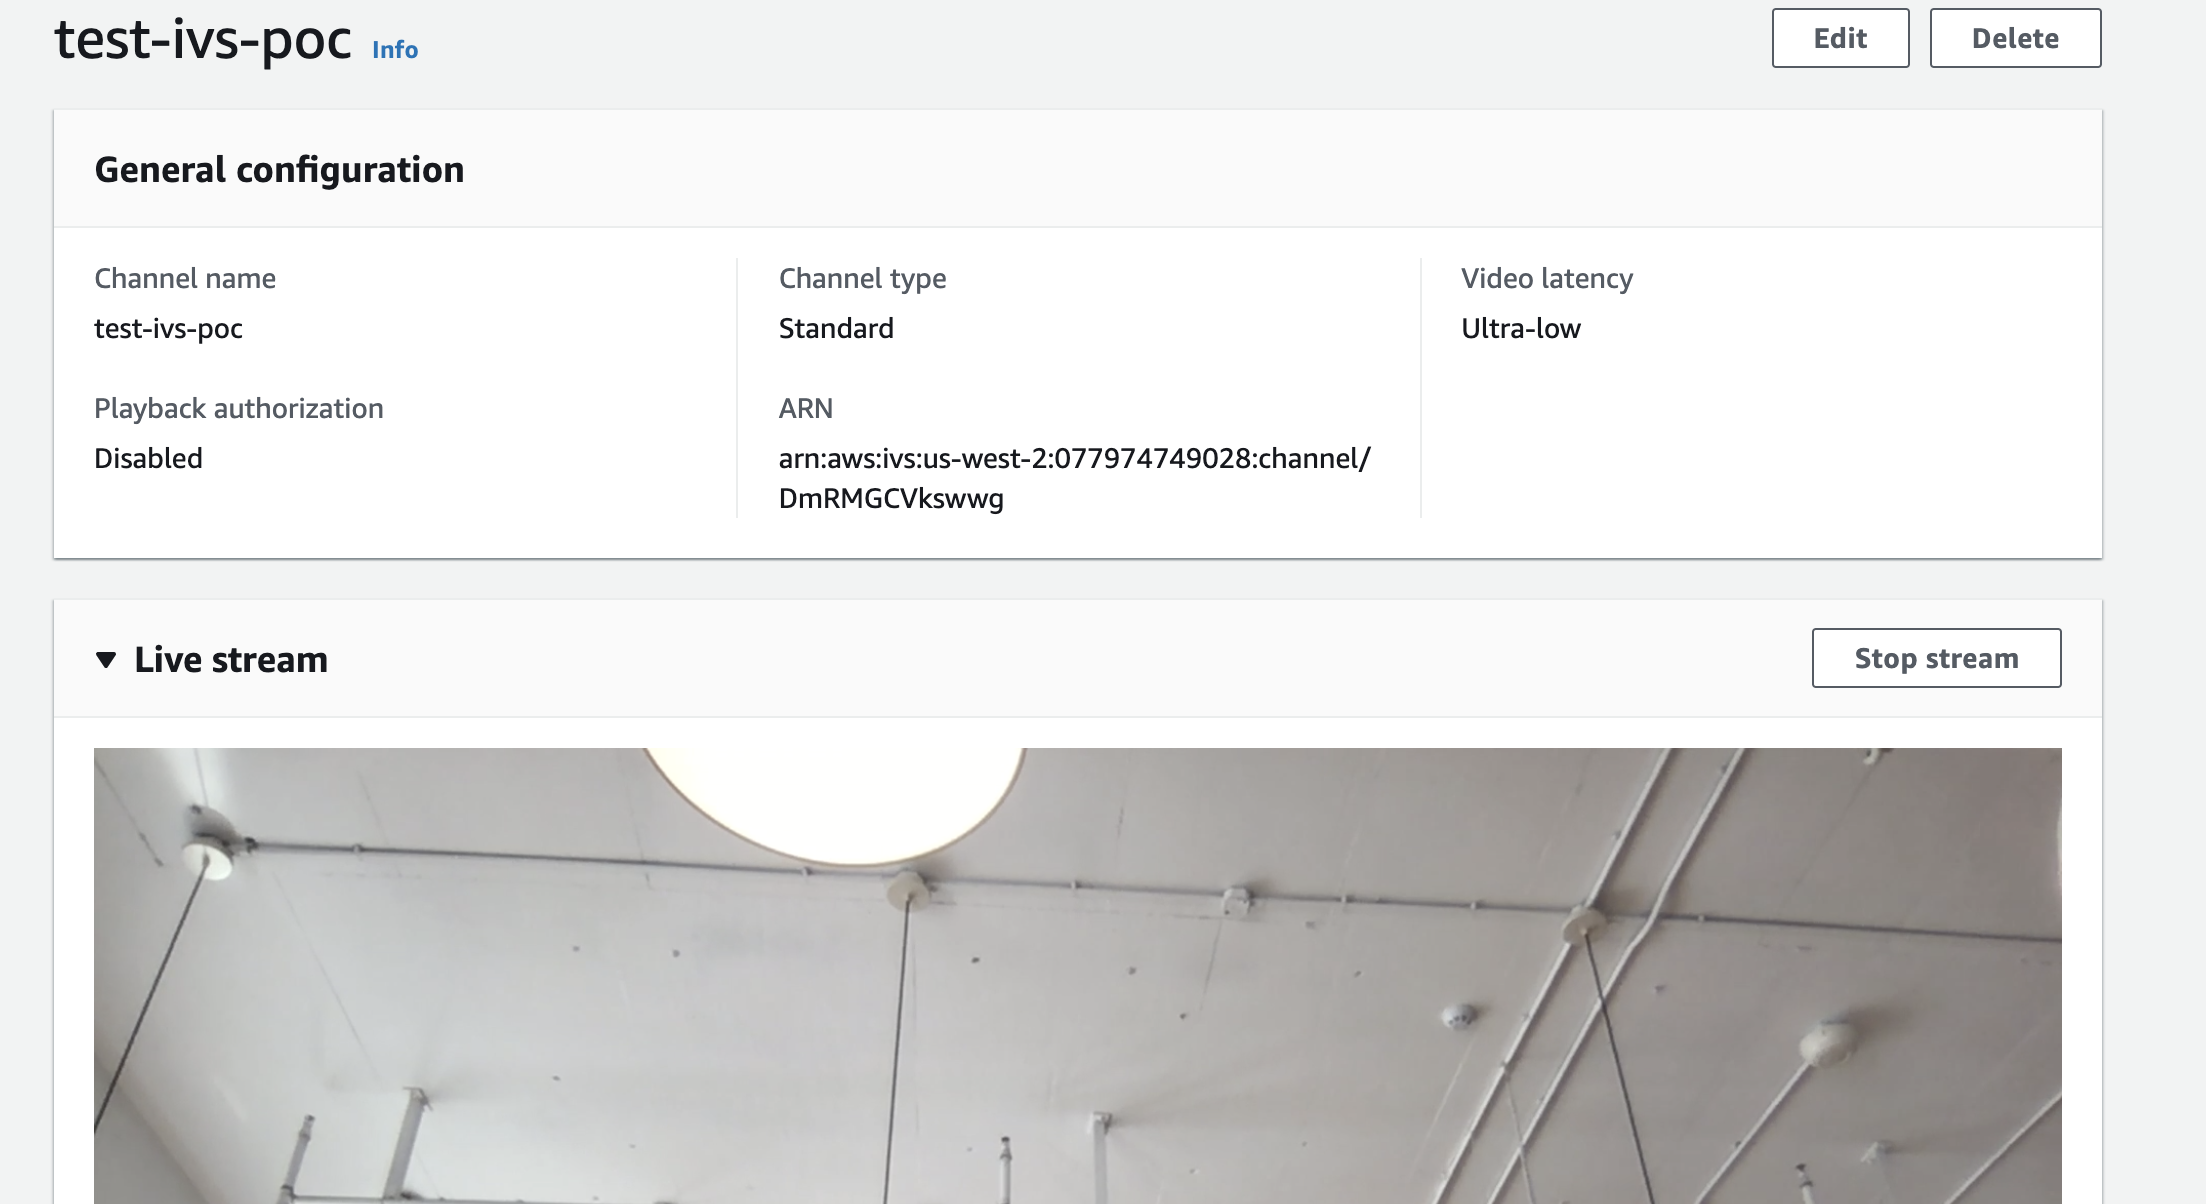 test-ivs-poc Info
Edit
Delete
General configuration
Channel name
test-ivs-poc
Playback authorization
Disabled
Channel type
Standard
ARN
arn:aws:ivs:us-west-2:077974749028:channel/
DmRMGCVkswwg
Video latency
Ultra-low
Live stream
Stop stream